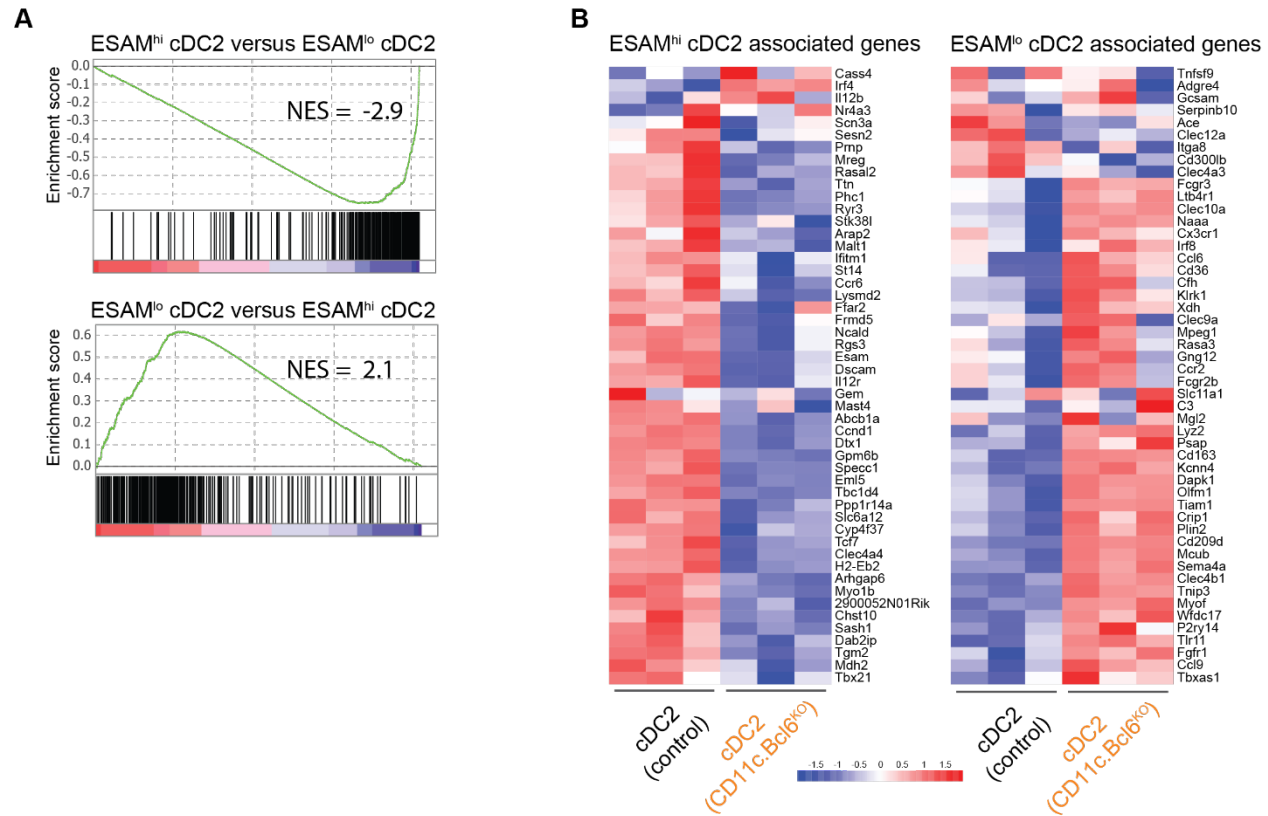 A
ESAMhi cDC2 versus ESAMlo cDC2
Enrichment score
0.0
-0.1
-0.2
-0.3
-0.4
-0.5
-0.6
-0.7
NES = -2.9
ESAMlo cDC2 versus ESAMhi cDC2
Enrichment score
0.6
0.5
0.4
0.3
0.2
0.1
0.0
NES = 2.1
B
ESAMhi cDC2 associated genes
Cass4
Irf4
Il12b
Nr4a3
Scn3a
Sesn2
Prnp
Mreg
Rasal2
Ttn
Phc1
Ryr3
Stk38l
Arap2
Malt1
Ifitm1
St14
Ccr6
Lysmd2
Ffar2
Frmd5
Ncald
Rgs3
Esam
Dscam
Il12r
Gem
Mast4
Abcb1a
Ccnd1
Dtx1
Gpm6b
Specc1
Eml5
Tbc1d4
Ppp1r14a
Slc6a12
Cyp4f37
Tcf7
Clec4a4
H2-Eb2
Arhgap6
Myo1b
2900052N01Rik
Chst10
Sash1
Dab2ip
Tgm2
Mdh2
Tbx21
cDC2
(control)
cDC2
(CD11c.Bcl6KO)
ESAMlo cDC2 associated genes
Tnfsf9
Adgre4
Gcsam
Serpinb10
Ace
Clec12a
Itga8
Cd300lb
Clec4a3
Fcgr3
Ltb4r1
Clec10a
Naaa
Cx3cr1
Irf8
Ccl6
Cd36
Cfh
Klrk1
Xdh
Clec9a
Mpeg1
Rasa3
Gng12
Ccr2
Fcgr2b
Slc11a1
C3
Mgl2
Lyz2
Psap
Cd163
Kcnn4
Dapk1
Olfm1
Tiam1
Crip1
Plin2
Cd209d
Mcub
Sema4a
Clec4b1
Tnip3
Myof
Wfdc17
P2ry14
Tlr11
Fgfr1
Ccl9
Tbxas1
cDC2
(control)
cDC2
(CD11c.Bcl6KO)
-1.5 -1 -0.5 0 0.5 1 1.5